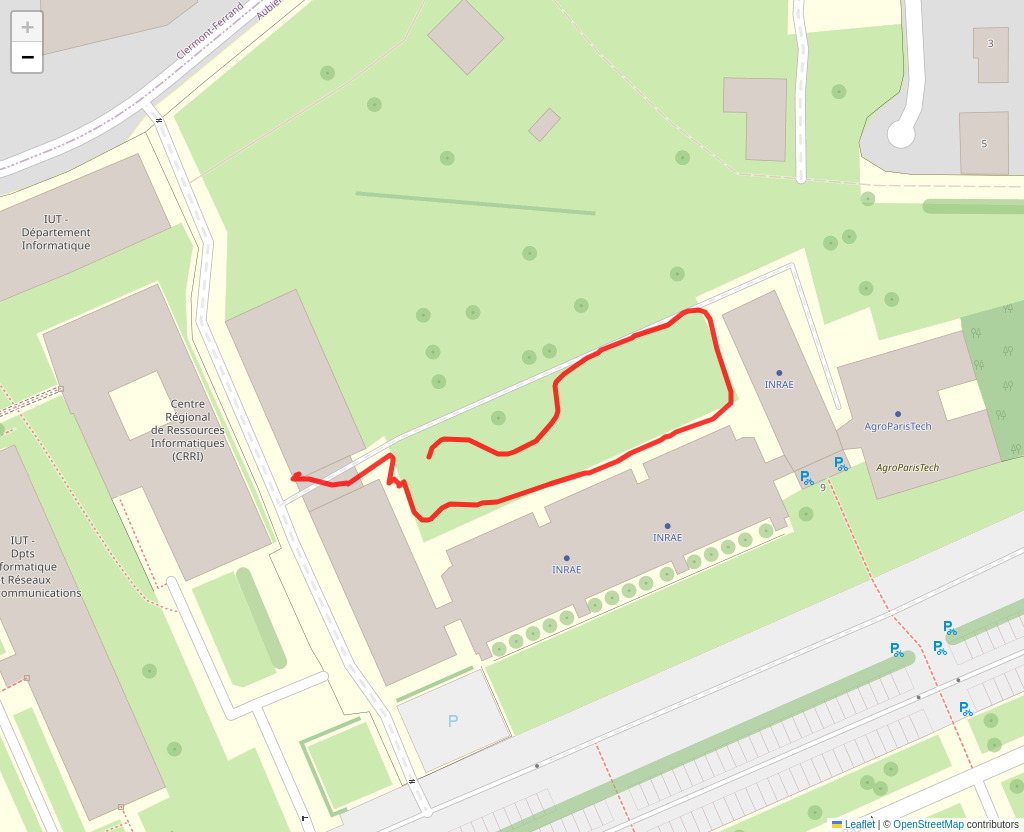 +
−
Clermont-Ferrand
Aubière
3
5
IUT -
Département
Informatique
INRAE
Centre
Régional
de Ressources
Informatiques
(CRRI)
AgroParisTech
AgroParisTech
9
INRAE
INRAE
IUT -
Dpts
formatique
t Réseaux
ommunications
P
P
P
P
P
P
P
Leaflet | © OpenStreetMap contributors